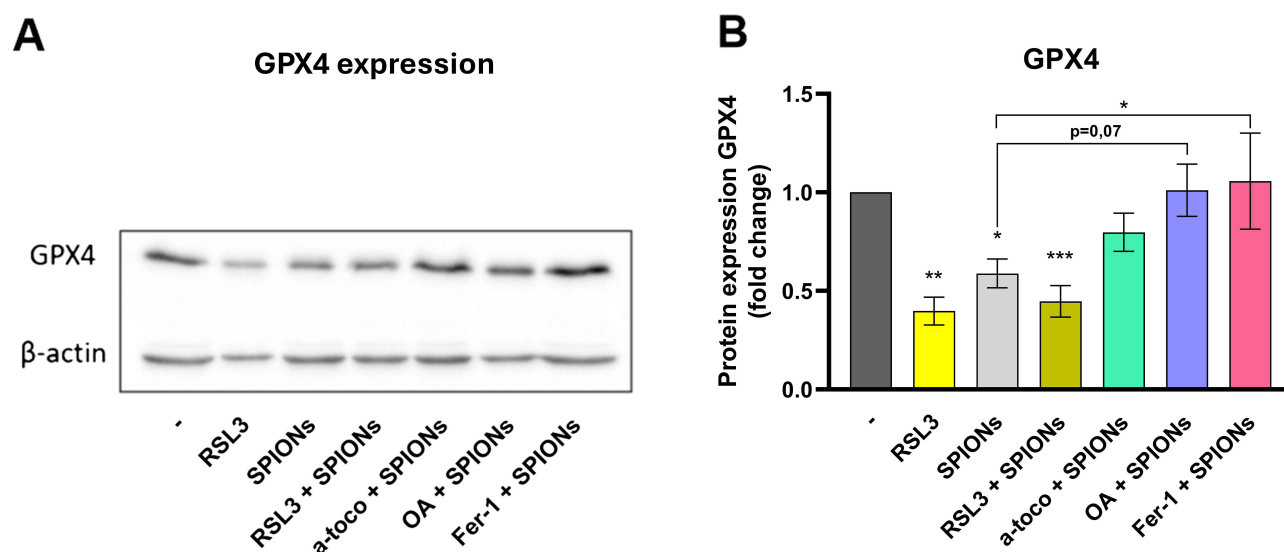 A
GPX4 expression
GPX4
β-actin
-
RSL3
SPIONs
RSL3 + SPIONs
a-toco + SPIONs
OA + SPIONs
Fer-1 + SPIONs
B
GPX4
Protein expression GPX4
(fold change)
1.5
1.0
0.5
0.0
*
p=0,07
**
*
***
-
RSL3
SPIONs
RSL3 + SPIONs
a-toco + SPIONs
OA + SPIONs
Fer-1 + SPIONs